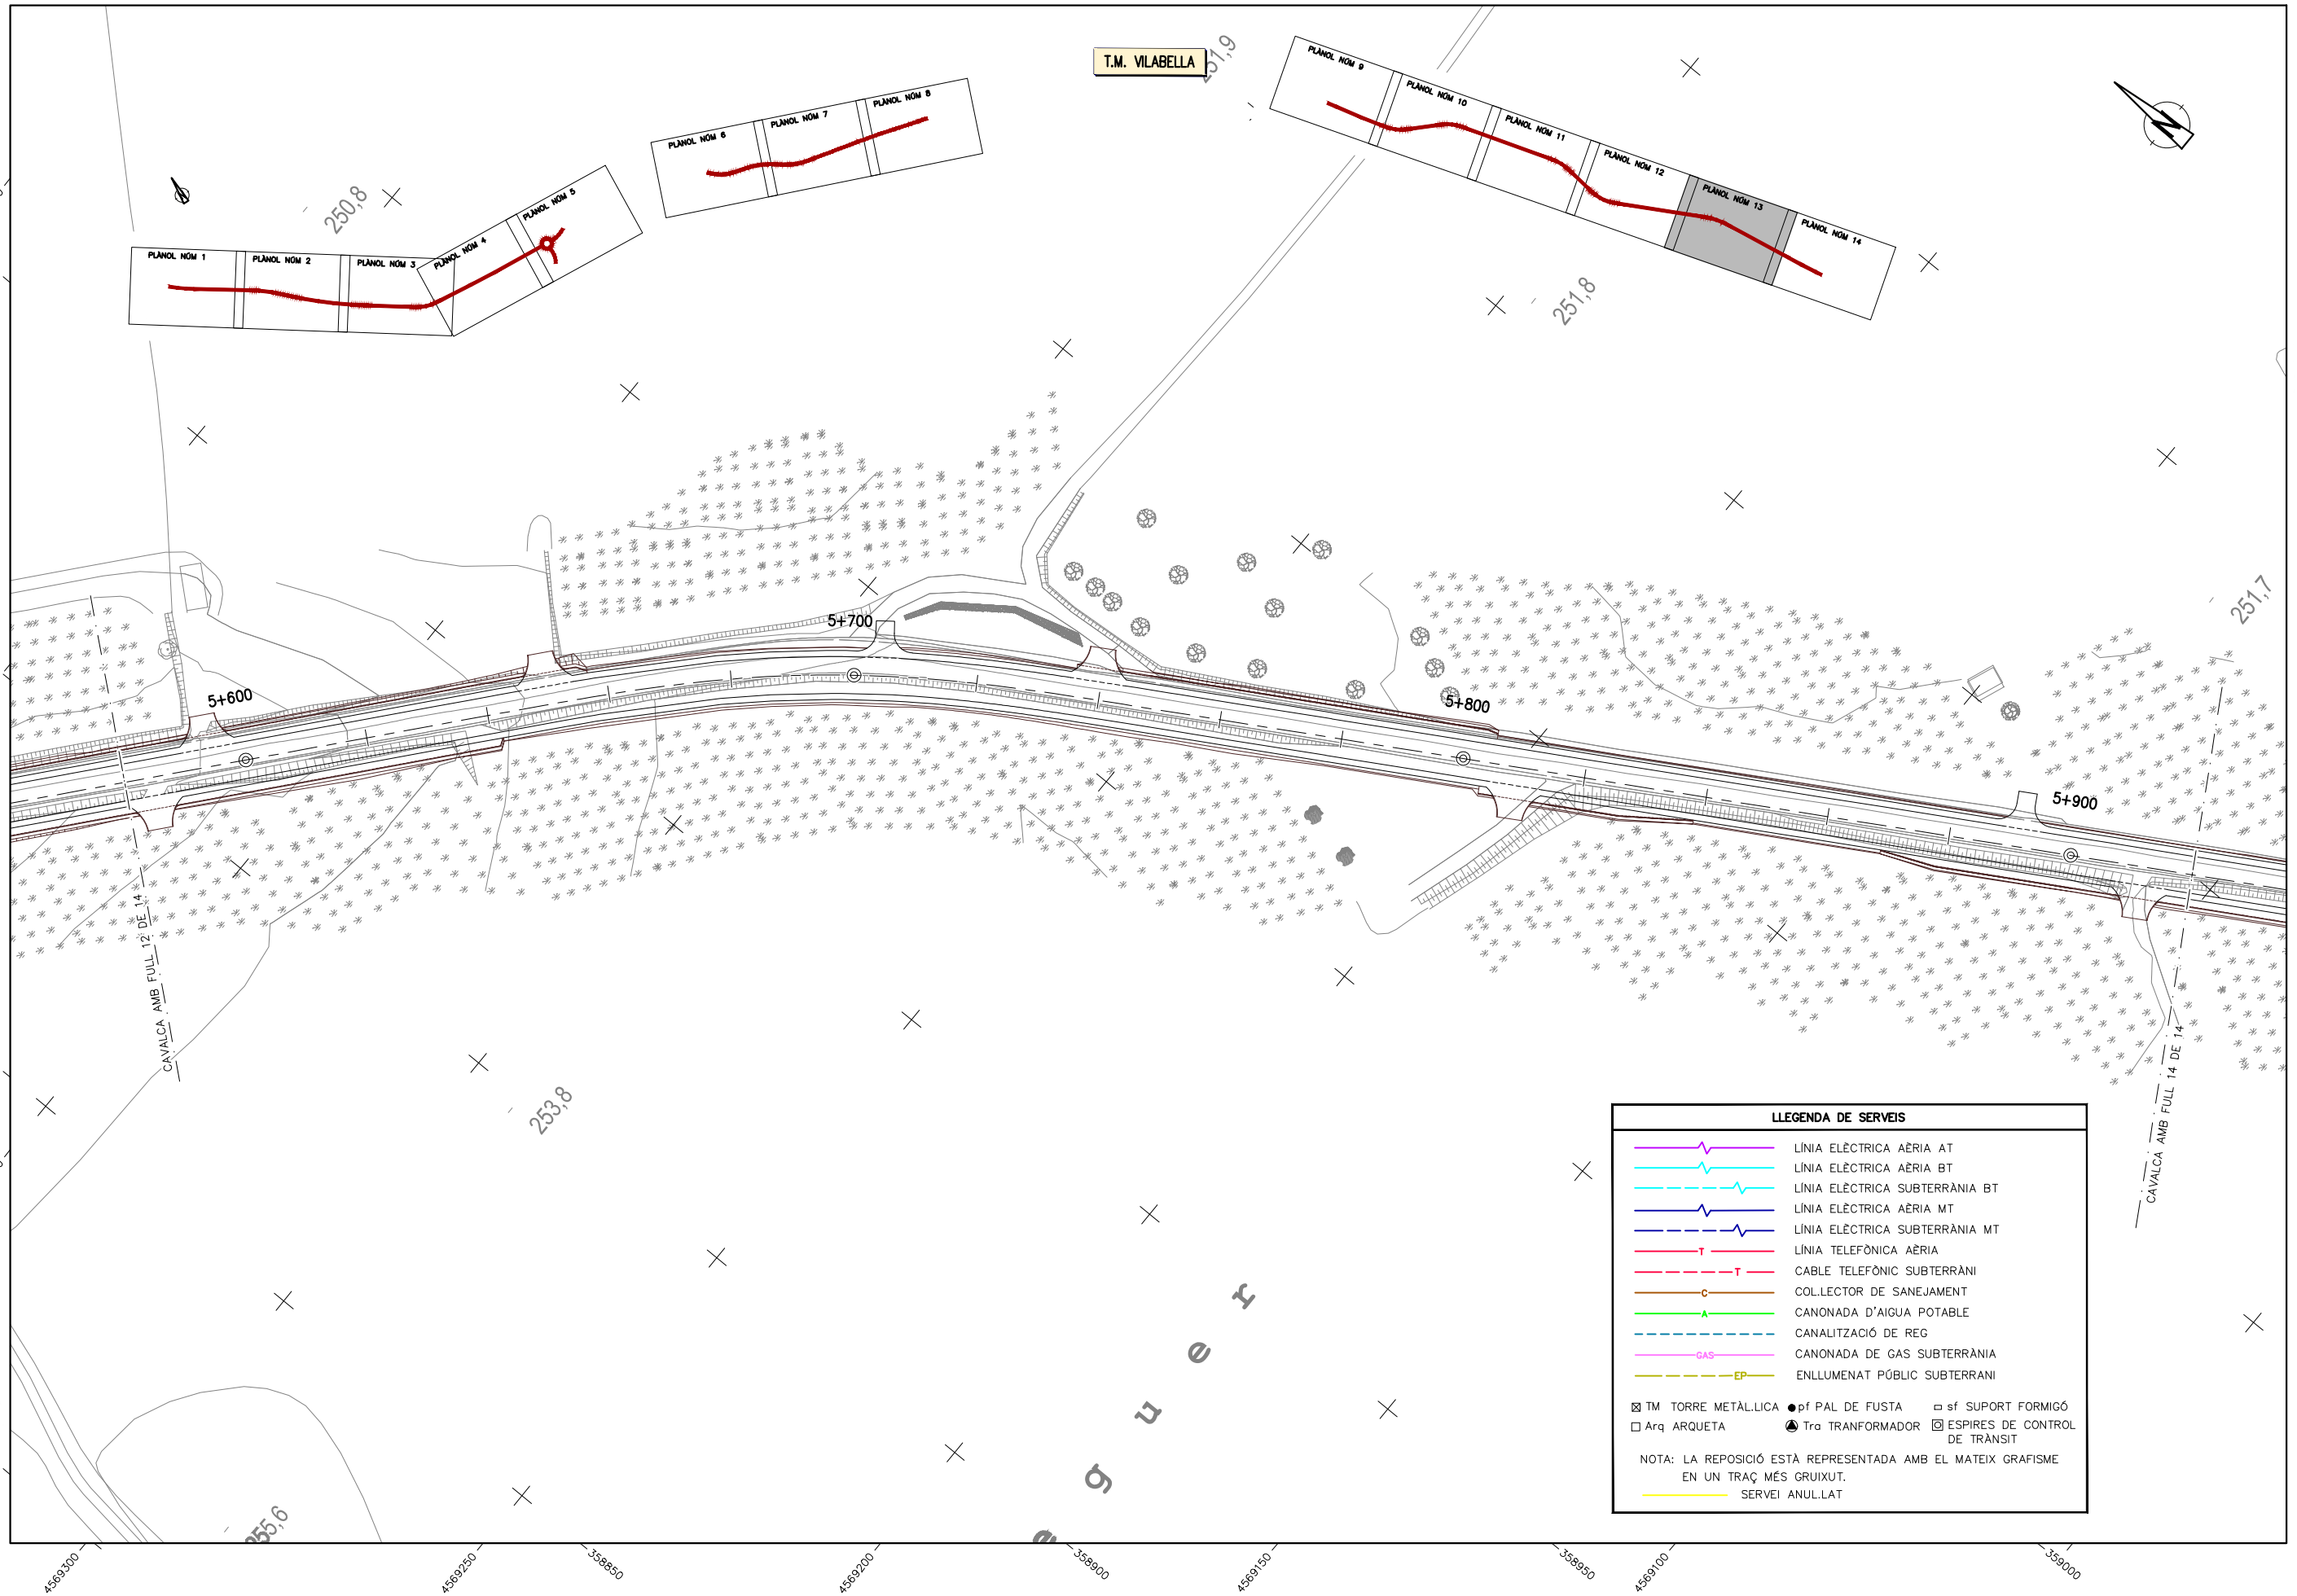 T.M. VILABELLA
251,9
PLÀNOL NÚM 9
PLÀNOL NÚM 10
PLÀNOL NÚM 11
PLÀNOL NÚM 12
PLÀNOL NÚM 13
PLÀNOL NÚM 14
N
PLÀNOL NÚM 6
PLÀNOL NÚM 7
PLÀNOL NÚM 8
250,8
PLÀNOL NÚM 1
PLÀNOL NÚM 2
PLÀNOL NÚM 3
PLÀNOL NÚM 4
PLÀNOL NÚM 5
251,8
251,7
5+600
5+700
5+800
5+900
CAVALCA AMB FULL 12 DE 14
CAVALCA AMB FULL 14 DE 14
253,8
255,6
e g u e r
LLEGENDA DE SERVEIS
LÍNIA ELÈCTRICA AÈRIA AT
LÍNIA ELÈCTRICA AÈRIA BT
LÍNIA ELÈCTRICA SUBTERRÀNIA BT
LÍNIA ELÈCTRICA AÈRIA MT
LÍNIA ELÈCTRICA SUBTERRÀNIA MT
T LÍNIA TELEFÒNICA AÈRIA
T CABLE TELEFÒNIC SUBTERRÀNI
C COL.LECTOR DE SANEJAMENT
A CANONADA D'AIGUA POTABLE
CANALITZACIÓ DE REG
GAS CANONADA DE GAS SUBTERRÀNIA
EP ENLLUMENAT PÚBLIC SUBTERRANI
TM TORRE METÀL.LICA pf PAL DE FUSTA sf SUPORT FORMIGÓ
Arq ARQUETA Tra TRANFORMADOR ESPIRES DE CONTROL
DE TRÀNSIT
NOTA: LA REPOSICIÓ ESTÀ REPRESENTADA AMB EL MATEIX GRAFISME
EN UN TRAÇ MÉS GRUIXUT.
SERVEI ANUL.LAT
4569300
4569250
358850
4569200
358900
4569150
358950
4569100
359000